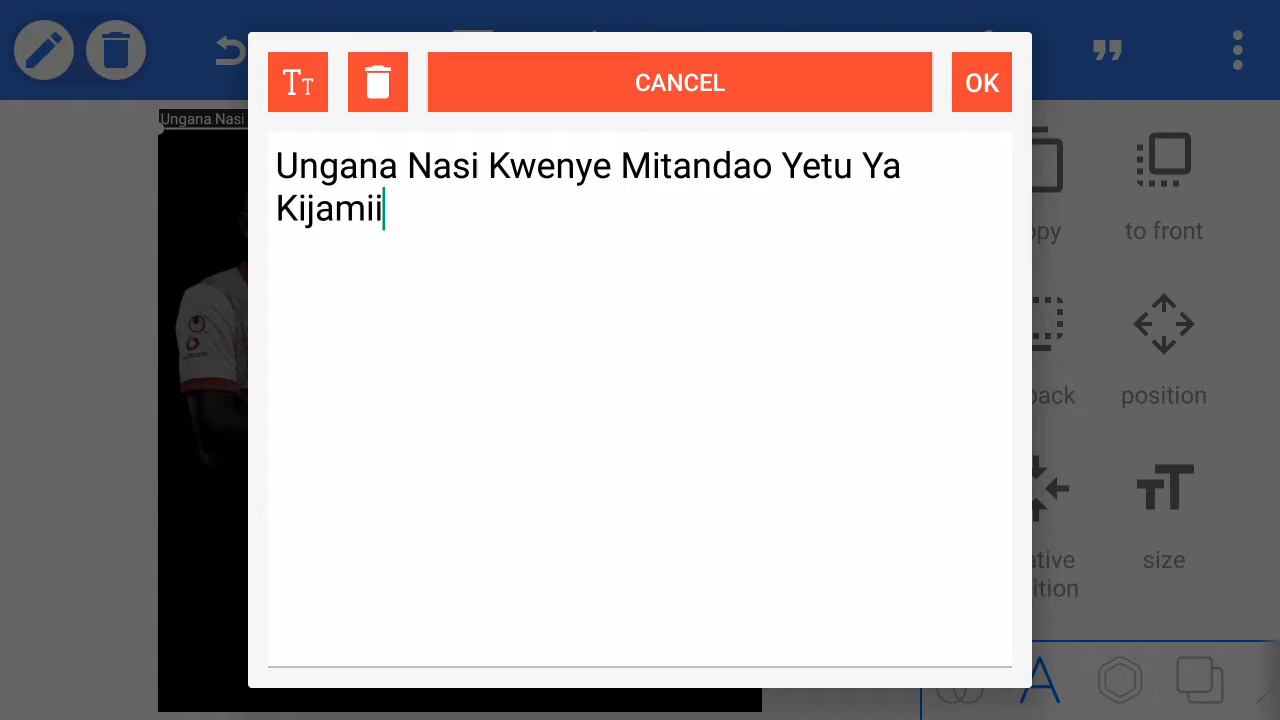 CANCEL
OK
Ungana Nasi
Ungana Nasi Kwenye Mitandao Yetu Ya
Kijamii
to front
position
size